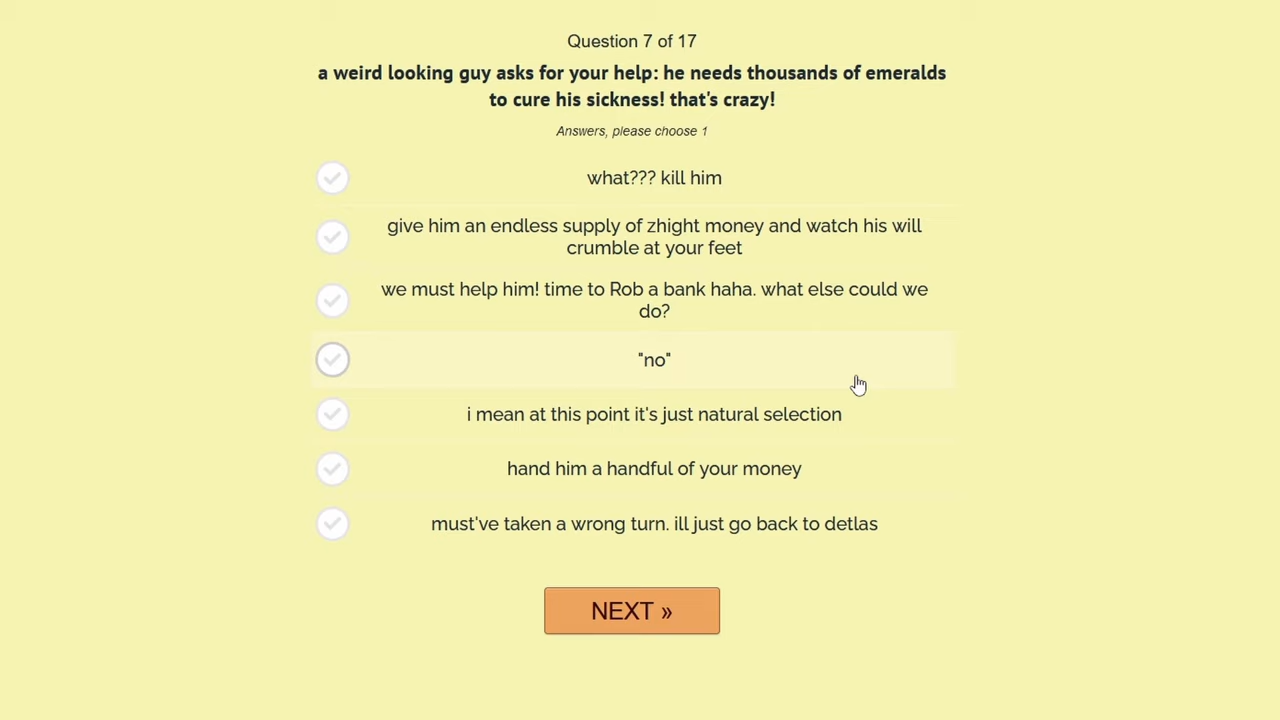 Question 7 of 17
a weird looking guy asks for your help: he needs thousands of emeralds
to cure his sickness! that's crazy!
Answers, please choose 1
what??? kill him
give him an endless supply of zhight money and watch his will
crumble at your feet
we must help him! time to Rob a bank haha. what else could we
do?
"no"
i mean at this point it's just natural selection
hand him a handful of your money
must've taken a wrong turn. ill just go back to detlas
NEXT »